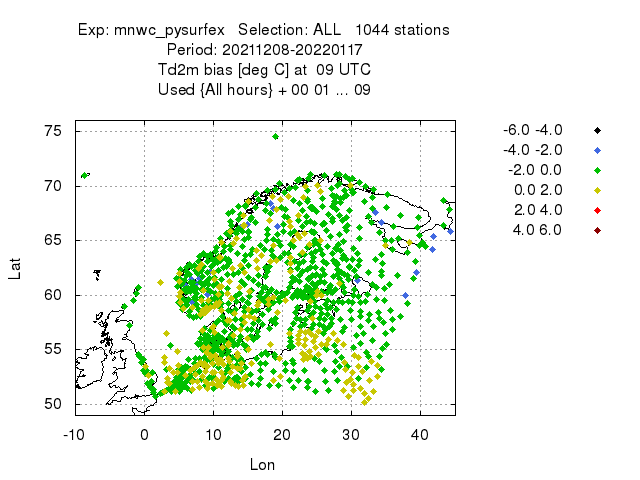 Exp: mnwc_pysurfex   Selection: ALL   1044 stations
Period: 20211208-20220117
Td2m bias [deg C] at  09 UTC
Used {All hours} + 00 01 ... 09
-6.0 -4.0
-4.0 -2.0
-2.0 0.0
0.0 2.0
2.0 4.0
4.0 6.0
75
70
65
60
55
50
Lat
-10 0 10 20 30 40
Lon